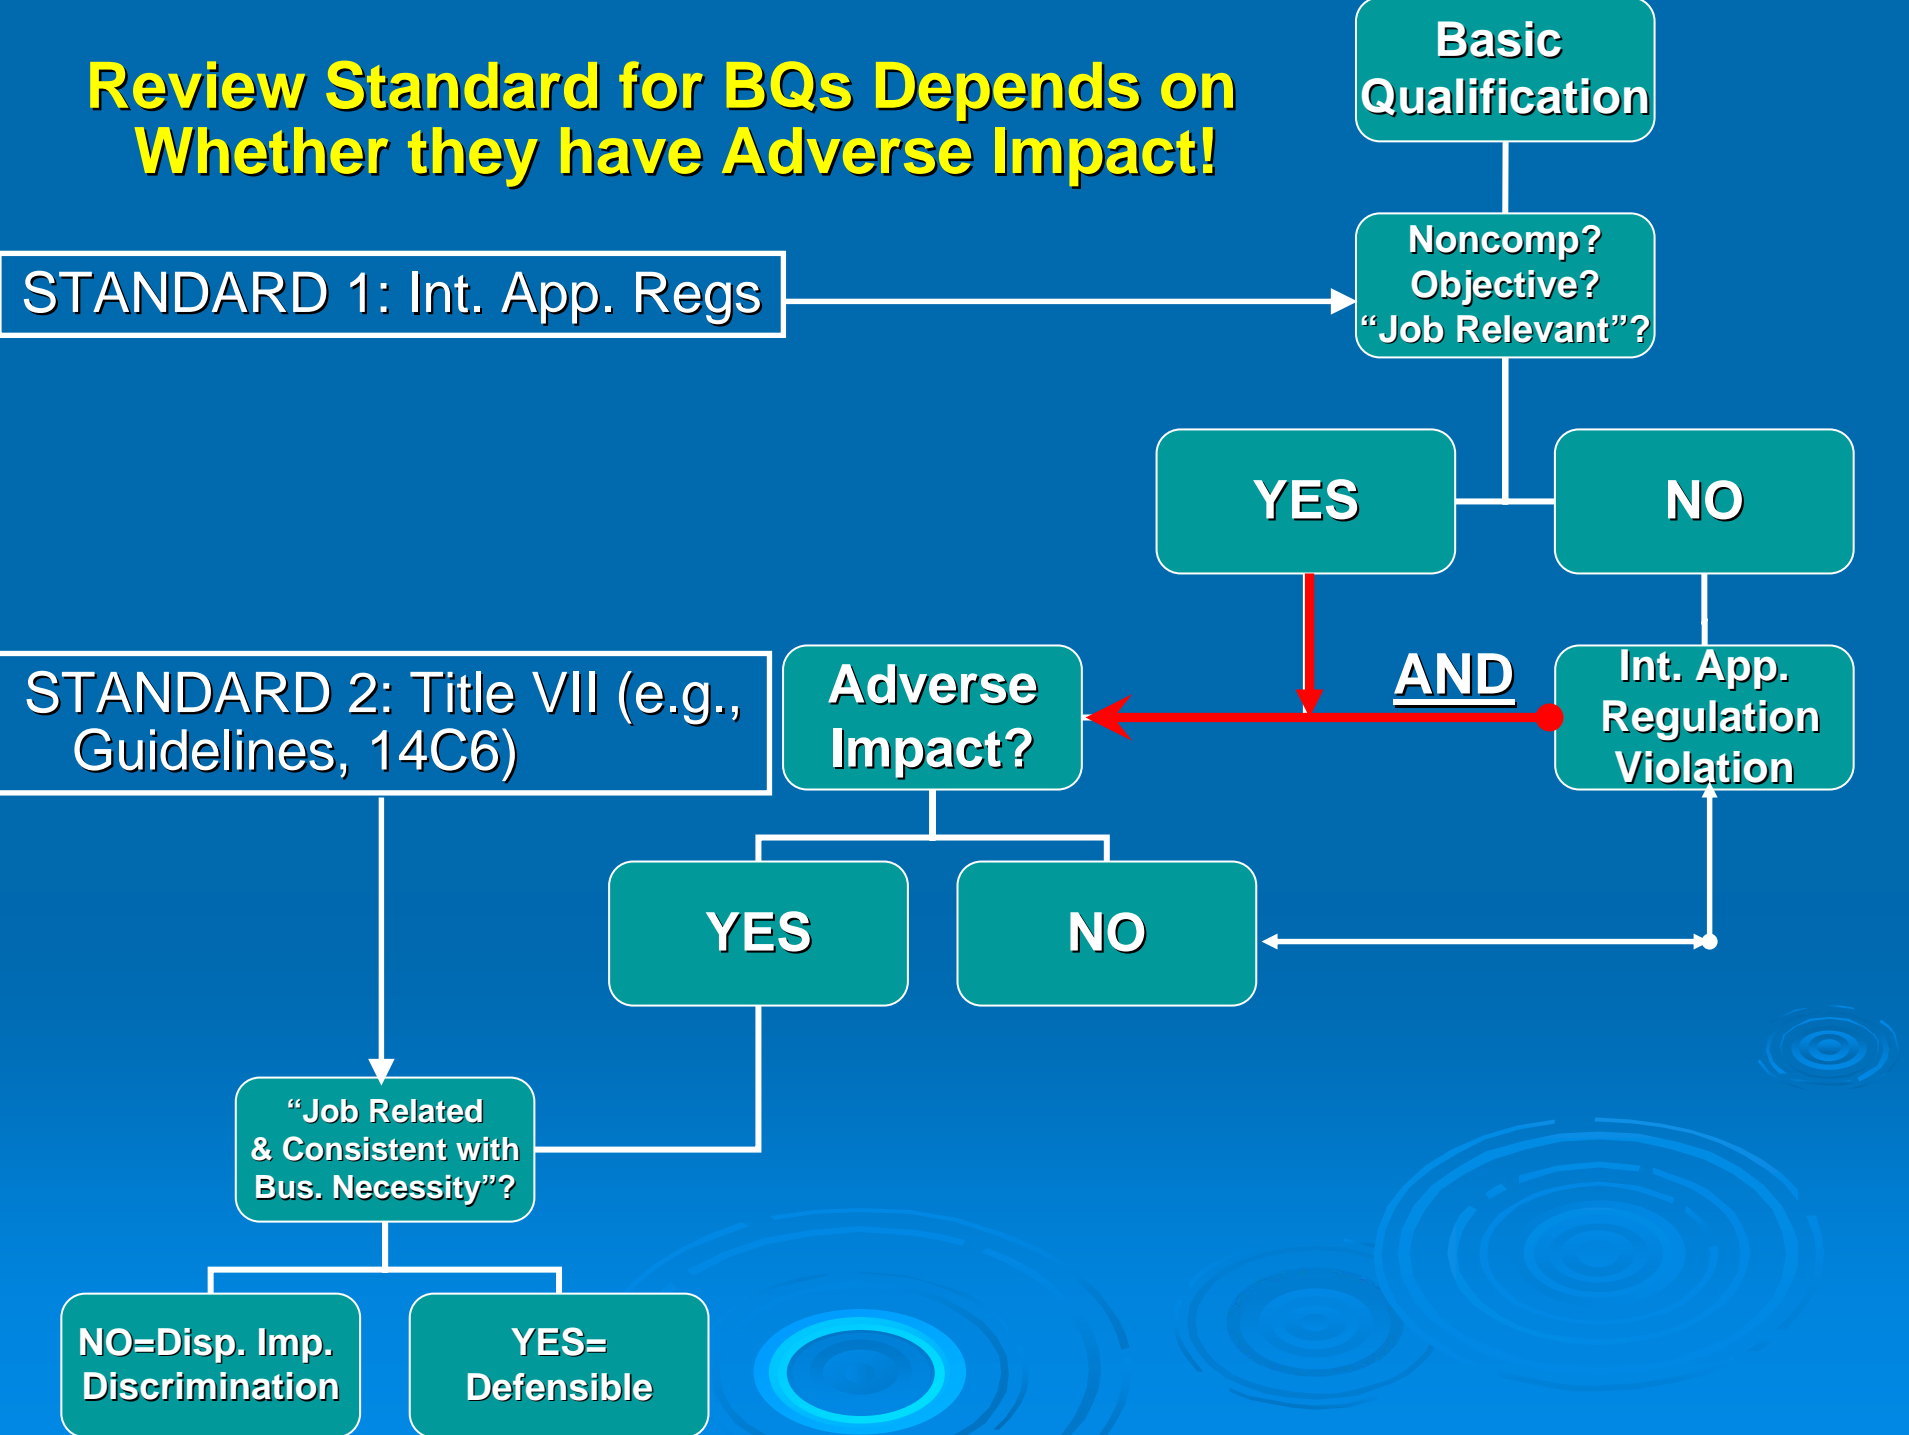 Review Standard for BQs Depends on
Whether they have Adverse Impact!
Basic
Qualification
STANDARD 1: Int. App. Regs
Noncomp?
Objective?
“Job Relevant”?
YES
NO
STANDARD 2: Title VII (e.g.,
Guidelines, 14C6)
Adverse
Impact?
AND
Int. App.
Regulation
Violation
YES
NO
“Job Related
& Consistent with
Bus. Necessity”?
NO=Disp. Imp.
Discrimination
YES=
Defensible